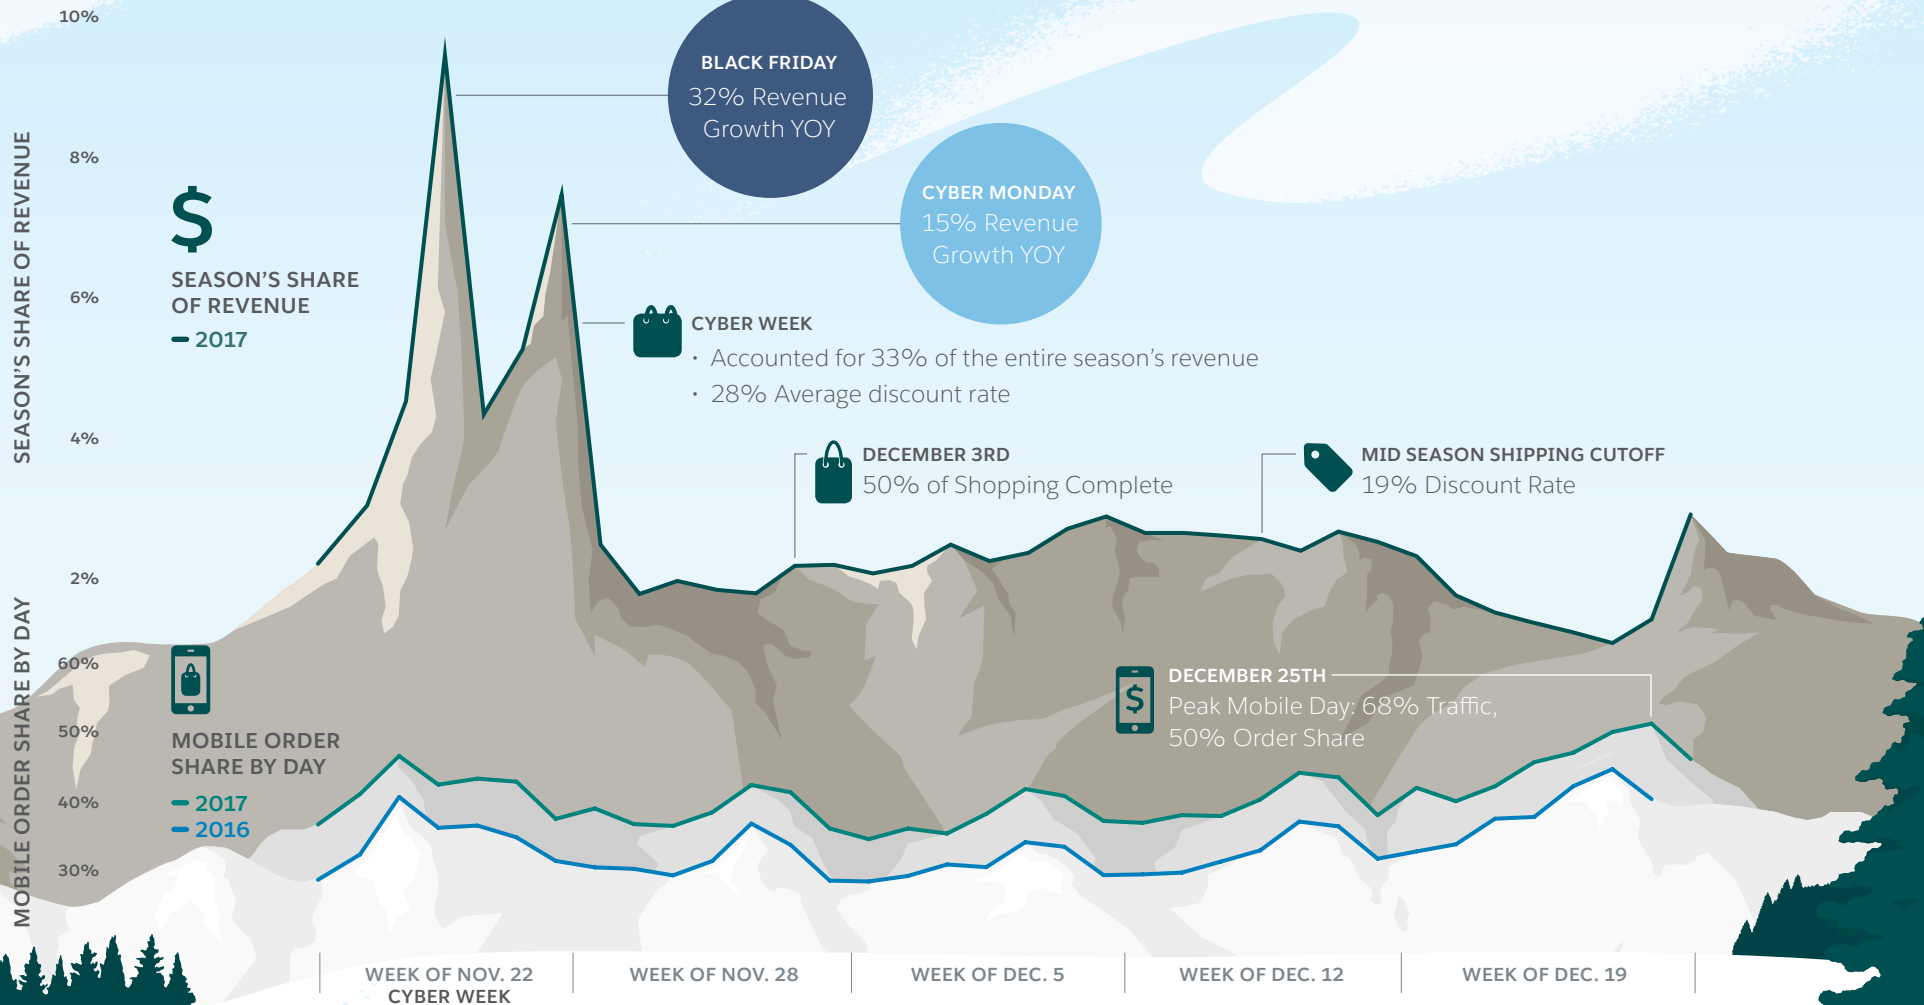 10%
8%
6%
4%
2%
60%
50%
40%
30%
SEASON'S SHARE OF REVENUE
MOBILE ORDER SHARE BY DAY
$
SEASON'S SHARE
OF REVENUE
2017
BLACK FRIDAY
32% Revenue
Growth YOY
CYBER MONDAY
15% Revenue
Growth YOY
CYBER WEEK
· Accounted for 33% of the entire season's revenue
· 28% Average discount rate
DECEMBER 3RD
50% of Shopping Complete
MID SEASON SHIPPING CUTOFF
19% Discount Rate
MOBILE ORDER
SHARE BY DAY
2017
2016
$
DECEMBER 25TH
Peak Mobile Day: 68% Traffic,
50% Order Share
WEEK OF NOV. 22
CYBER WEEK
WEEK OF NOV. 28
WEEK OF DEC. 5
WEEK OF DEC. 12
WEEK OF DEC. 19